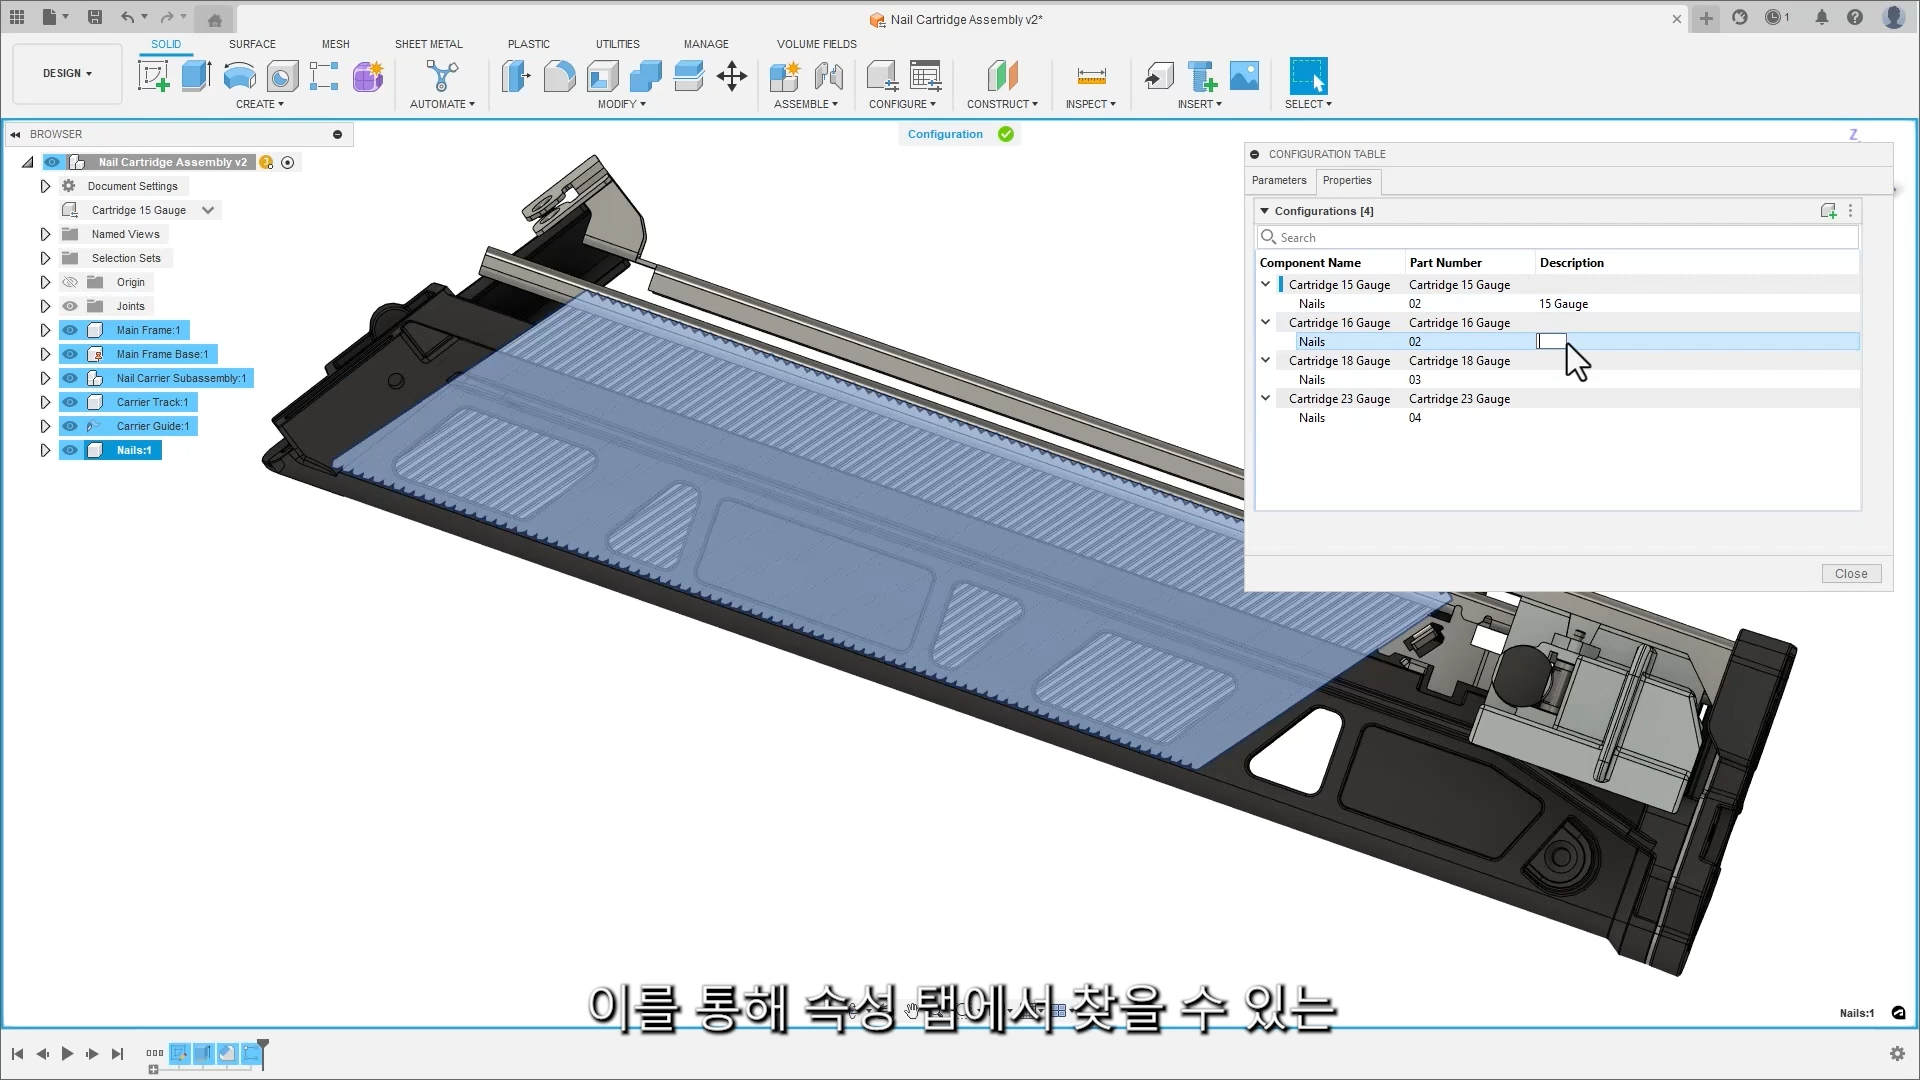 Nail Cartridge Assembly v2*
1
SOLID
SURFACE
MESH
SHEET METAL
PLASTIC
UTILITIES
MANAGE
VOLUME FIELDS
DESIGN
CREATE
AUTOMATE
MODIFY
ASSEMBLE
CONFIGURE
CONSTRUCT
INSPECT
INSERT
SELECT
BROWSER
Configuration
Z
Nail Cartridge Assembly v2
Document Settings
Cartridge 15 Gauge
Named Views
Selection Sets
Origin
Joints
Main Frame:1
Main Frame Base:1
Nail Carrier Subassembly:1
Carrier Track:1
Carrier Guide:1
Nails:1
CONFIGURATION TABLE
Parameters Properties
Configurations [4]
Search
Component Name Part Number Description
Cartridge 15 Gauge Cartridge 15 Gauge
Nails 02 15 Gauge
Cartridge 16 Gauge Cartridge 16 Gauge
Nails 02
Cartridge 18 Gauge Cartridge 18 Gauge
Nails 03
Cartridge 23 Gauge Cartridge 23 Gauge
Nails 04
Close
이를 통해 속성 탭에서 찾을 수 있는
Nails:1